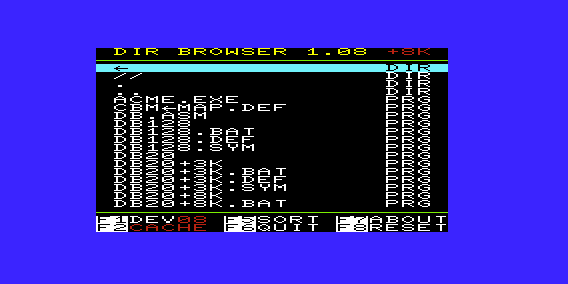 DIR BROWSER 1.08 +8K
← DIR
// DIR
. DIR
.. DIR
ACME.EXE PRG
CBM←MAP.DEF PRG
DB.ASM PRG
DB128 PRG
DB128.BAT PRG
DB128.DEF PRG
DB128.SYM PRG
DB20 PRG
DB20+3K PRG
DB20+3K.BAT PRG
DB20+3K.DEF PRG
DB20+3K.SYM PRG
DB20+8K PRG
DB20+8K.BAT PRG
F1DEV08 F5SORT F7ABOUT
F2CACHE F6QUIT F8RESET